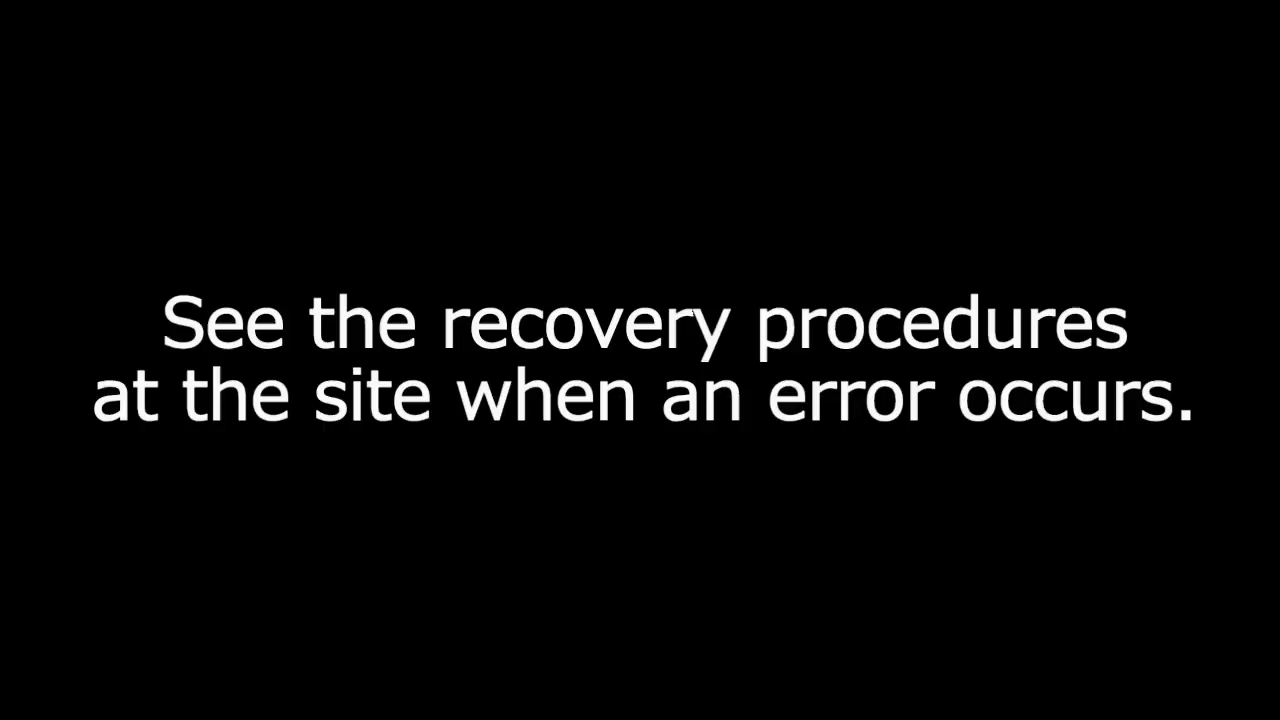 See the recovery procedures
at the site when an error occurs.